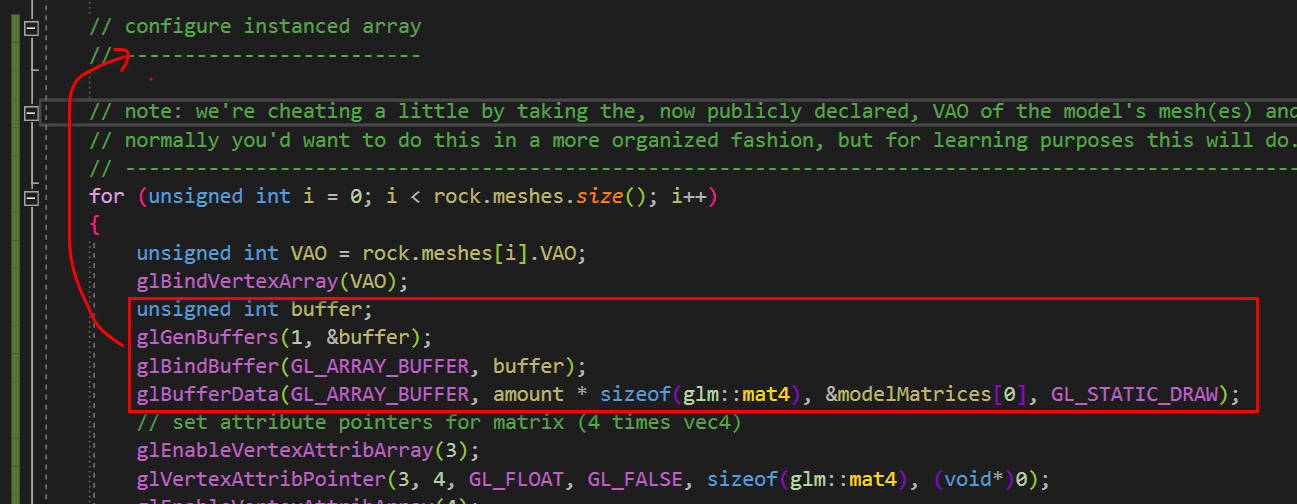 // configure instanced array
// -------------------------
// note: we're cheating a little by taking the, now publicly declared, VAO of the model's mesh(es) and
// normally you'd want to do this in a more organized fashion, but for learning purposes this will do.
// -----------------------------------------------------------------------------------------------------------------------------------
for (unsigned int i = 0; i < rock.meshes.size(); i++)
{
unsigned int VAO = rock.meshes[i].VAO;
glBindVertexArray(VAO);
unsigned int buffer;
glGenBuffers(1, &buffer);
glBindBuffer(GL_ARRAY_BUFFER, buffer);
glBufferData(GL_ARRAY_BUFFER, amount * sizeof(glm::mat4), &modelMatrices[0], GL_STATIC_DRAW);
// set attribute pointers for matrix (4 times vec4)
glEnableVertexAttribArray(3);
glVertexAttribPointer(3, 4, GL_FLOAT, GL_FALSE, sizeof(glm::mat4), (void*)0);